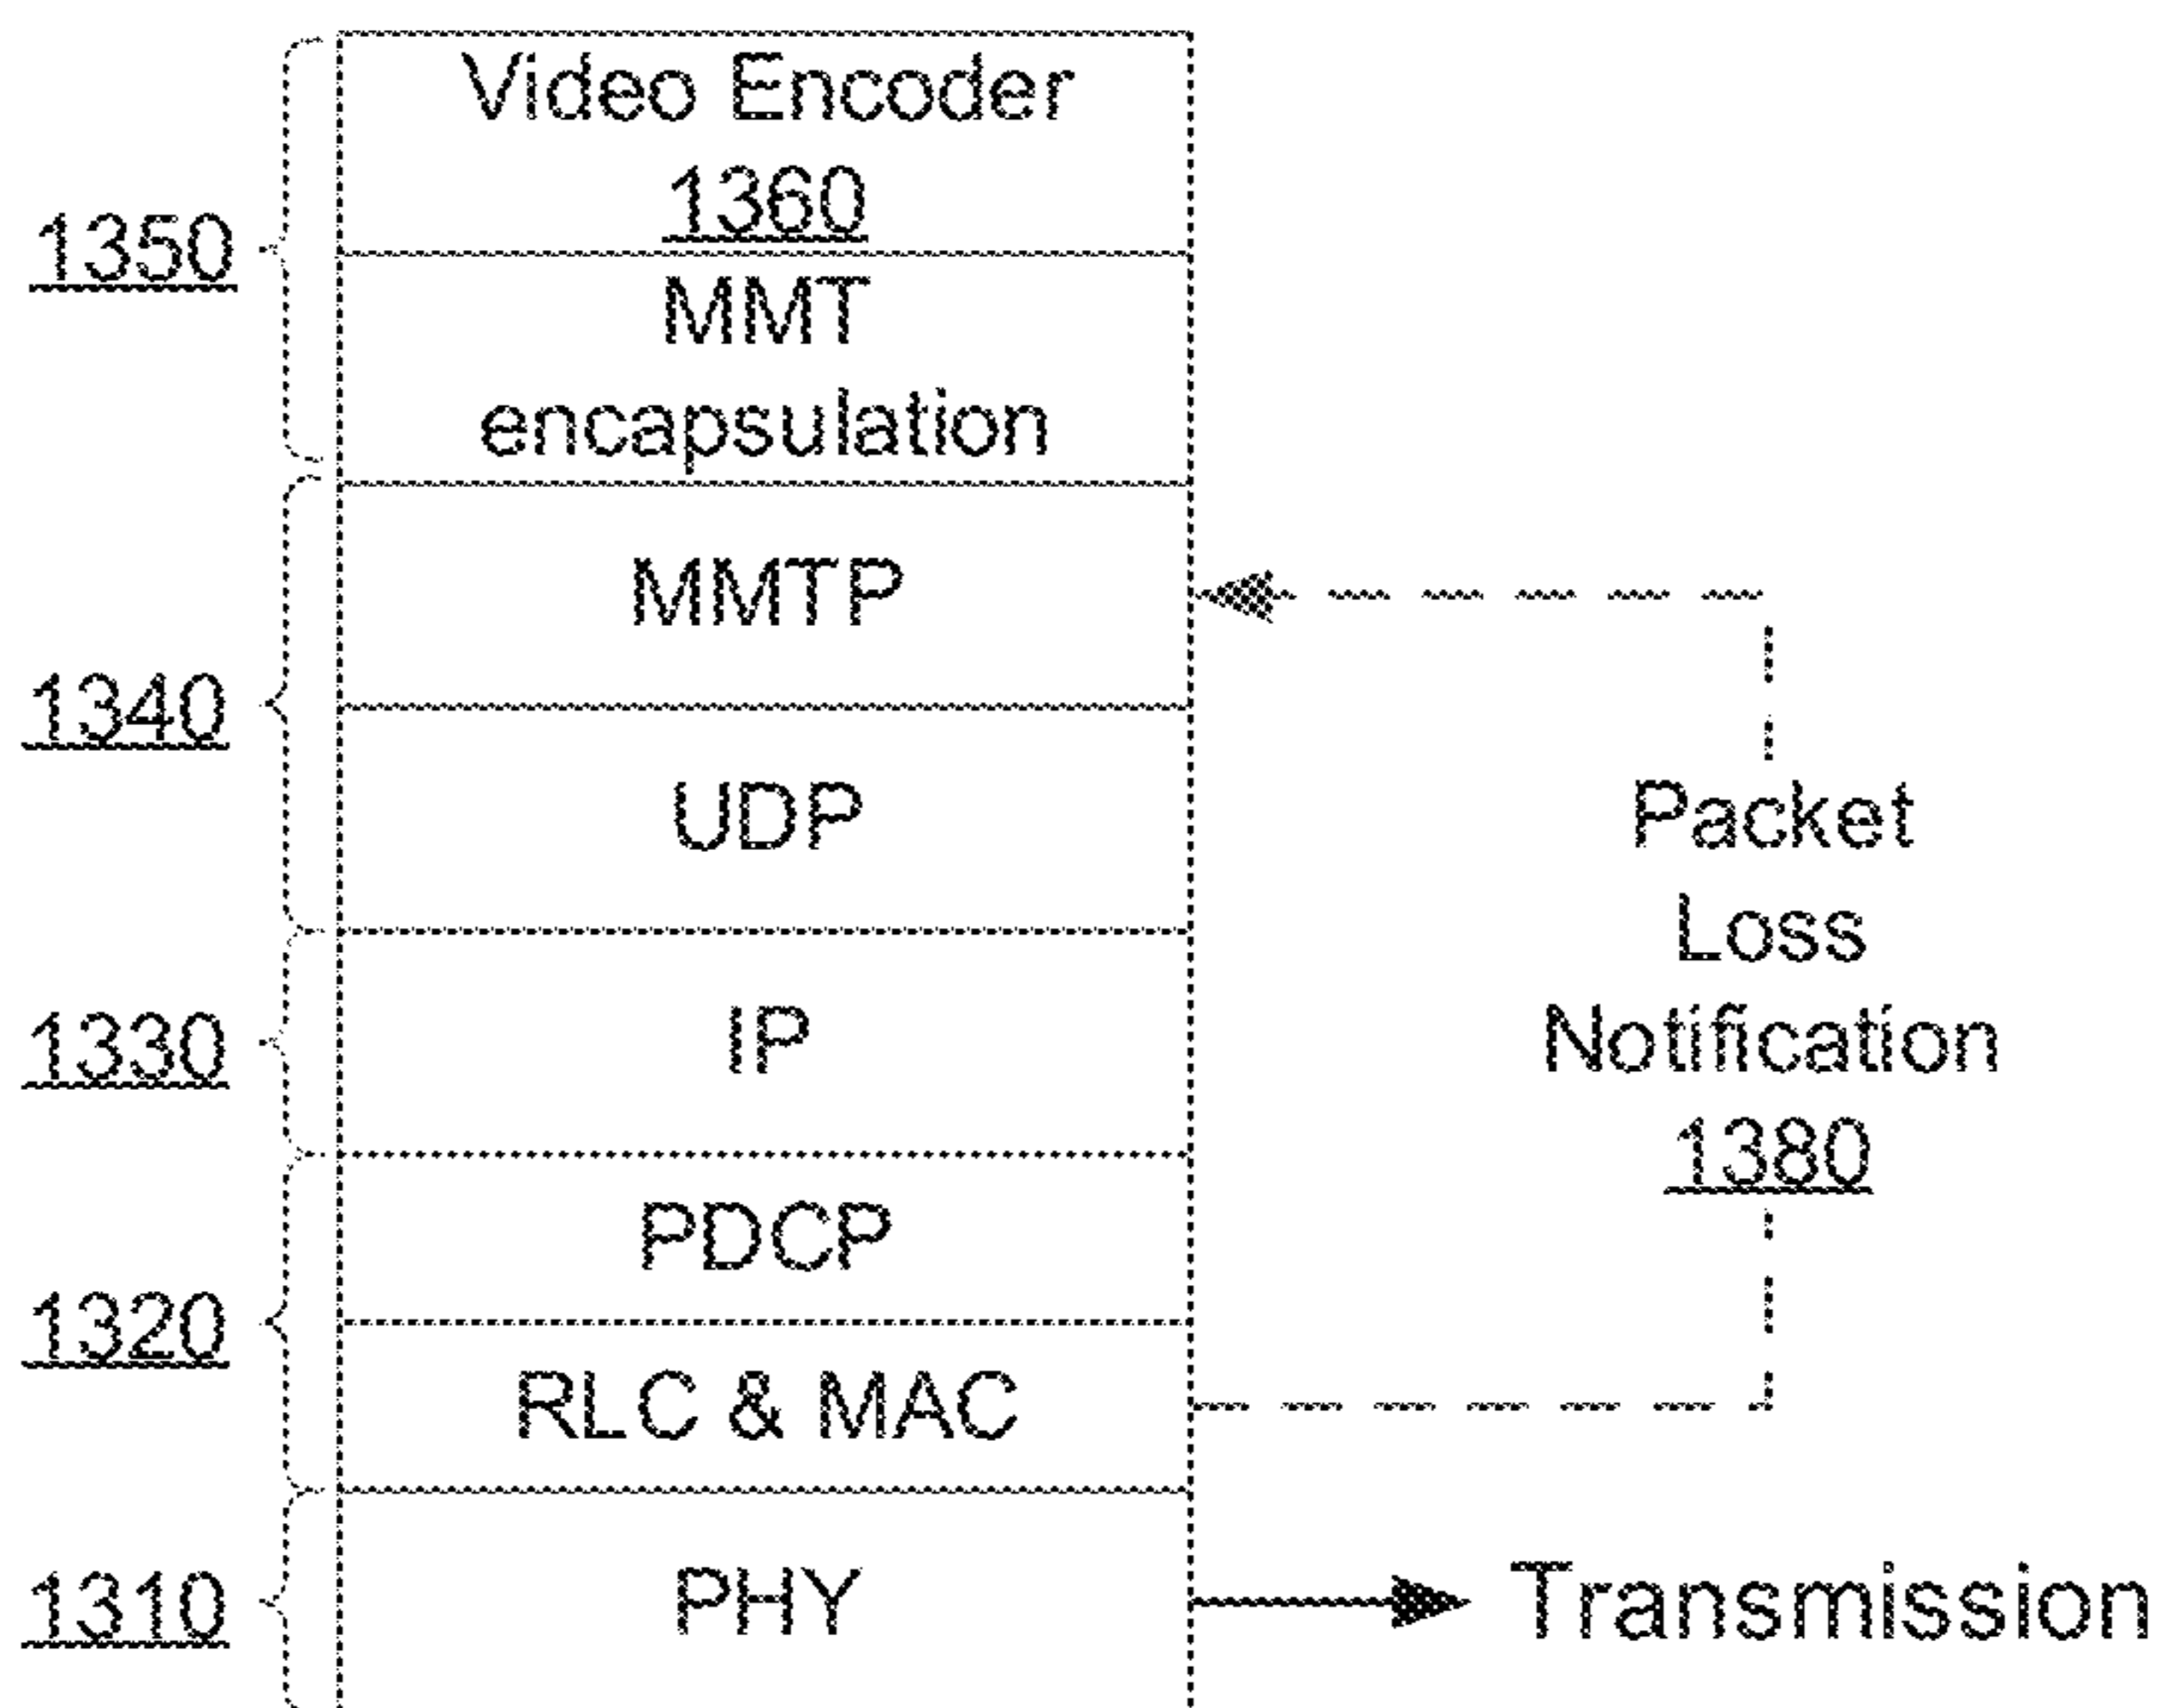 Video Encoder
1360
1350
MMT
encapsulation
MMTP
1340
UDP
Packet
Loss
Notification
1380
IP
1330
PDCP
1320
RLC & MAC
PHY
1310
Transmission